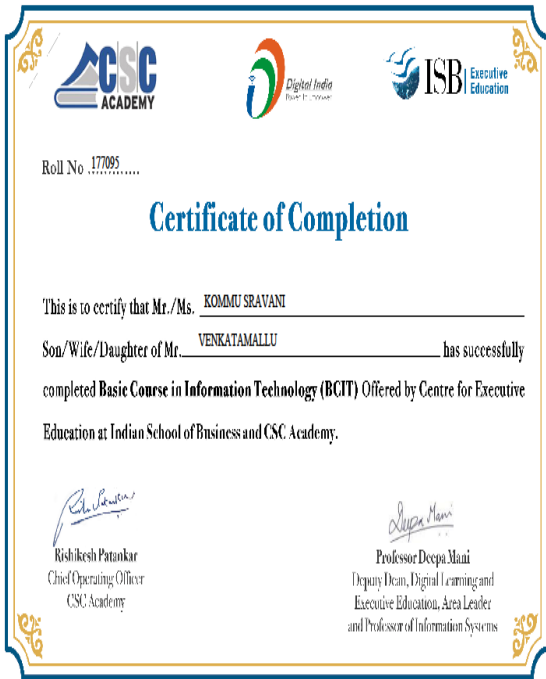 CSC
ACADEMY
Digital India
Power To Empower
ISB
Executive
Education
Roll No 177095
Certificate of Completion
This is to certify that Mr./Ms. KOMMU SRAVANI
Son/Wife/Daughter of Mr. VENKATAMALLU has successfully
completed Basic Course in Information Technology (BCIT) Offered by Centre for Executive
Education at Indian School of Business and CSC Academy.
Deepa Mani
Rishikesh Patankar
Chief Operating Officer
CSC Academy
Professor Deepa Mani
Deputy Dean, Digital Learning and
Executive Education, Area Leader
and Professor of Information Systems